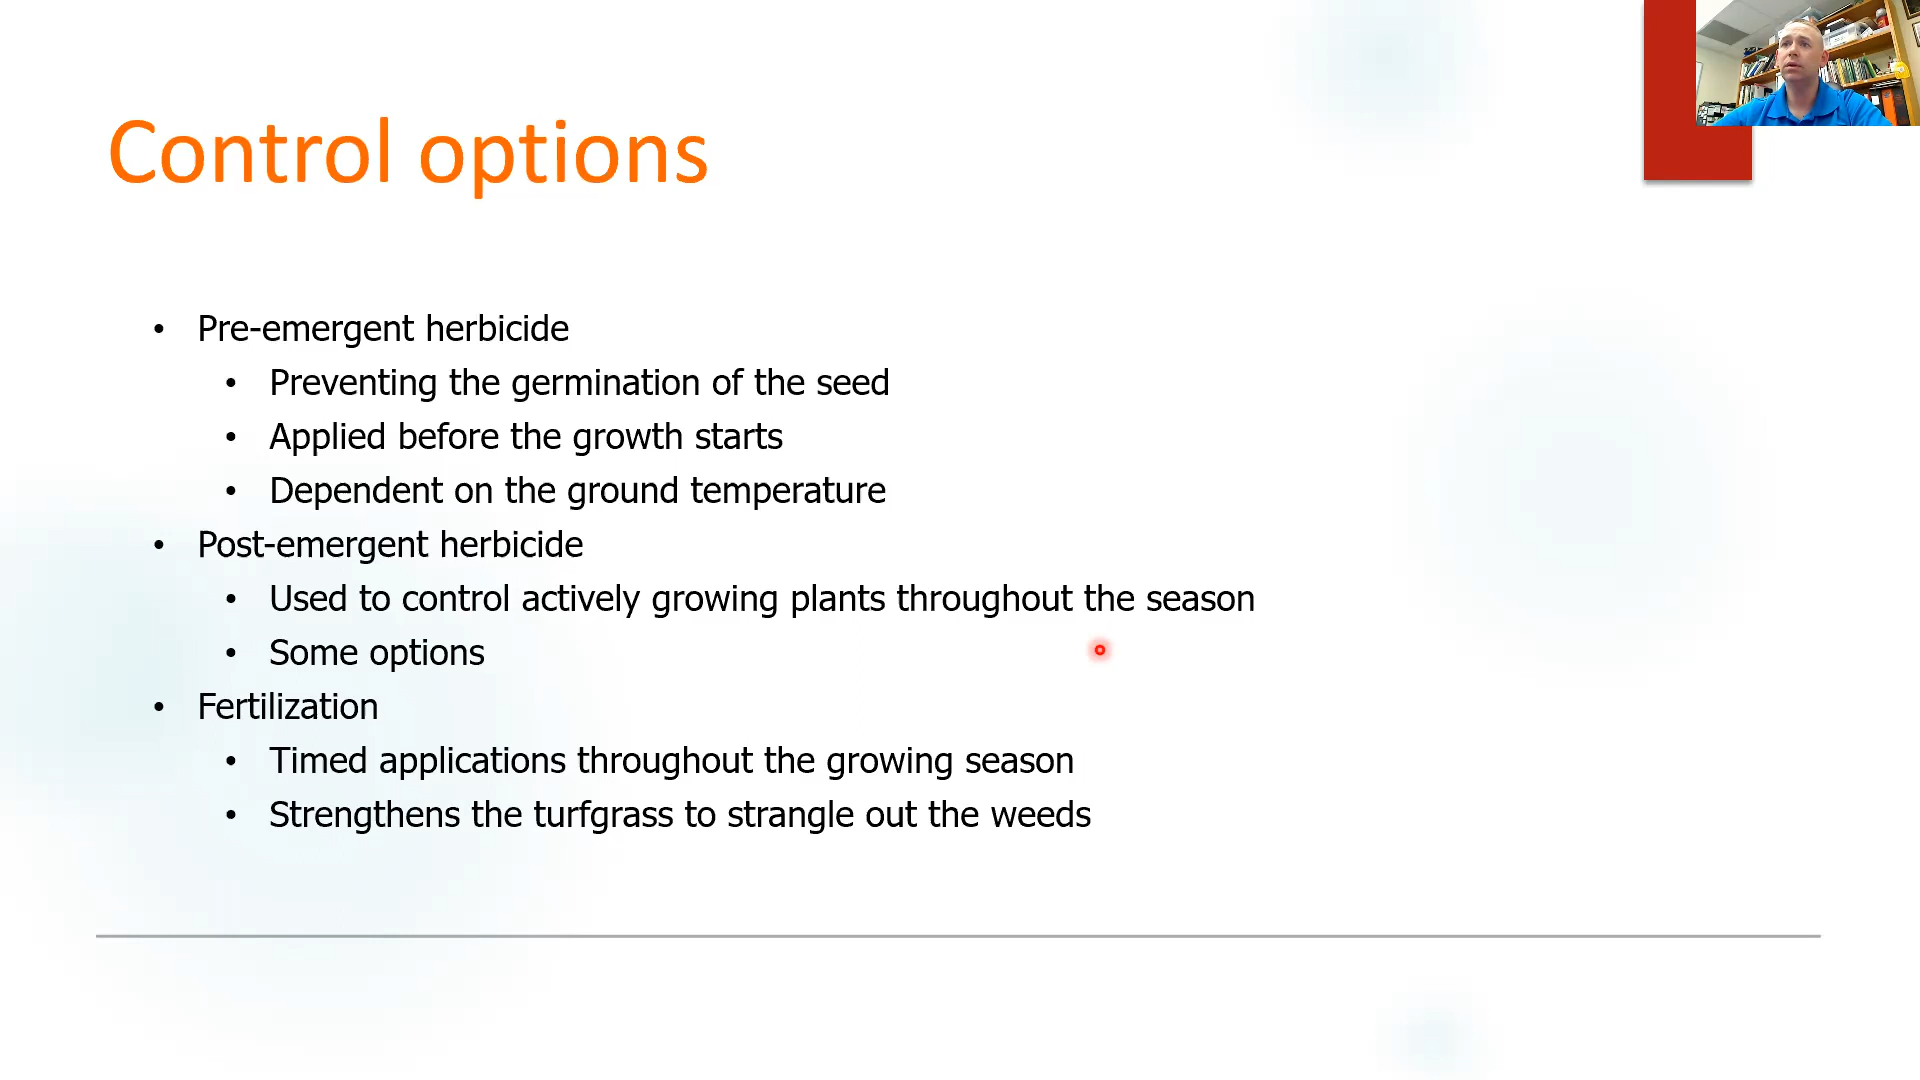 Control options
• Pre-emergent herbicide
• Preventing the germination of the seed
• Applied before the growth starts
• Dependent on the ground temperature
• Post-emergent herbicide
• Used to control actively growing plants throughout the season
• Some options
• Fertilization
• Timed applications throughout the growing season
• Strengthens the turfgrass to strangle out the weeds